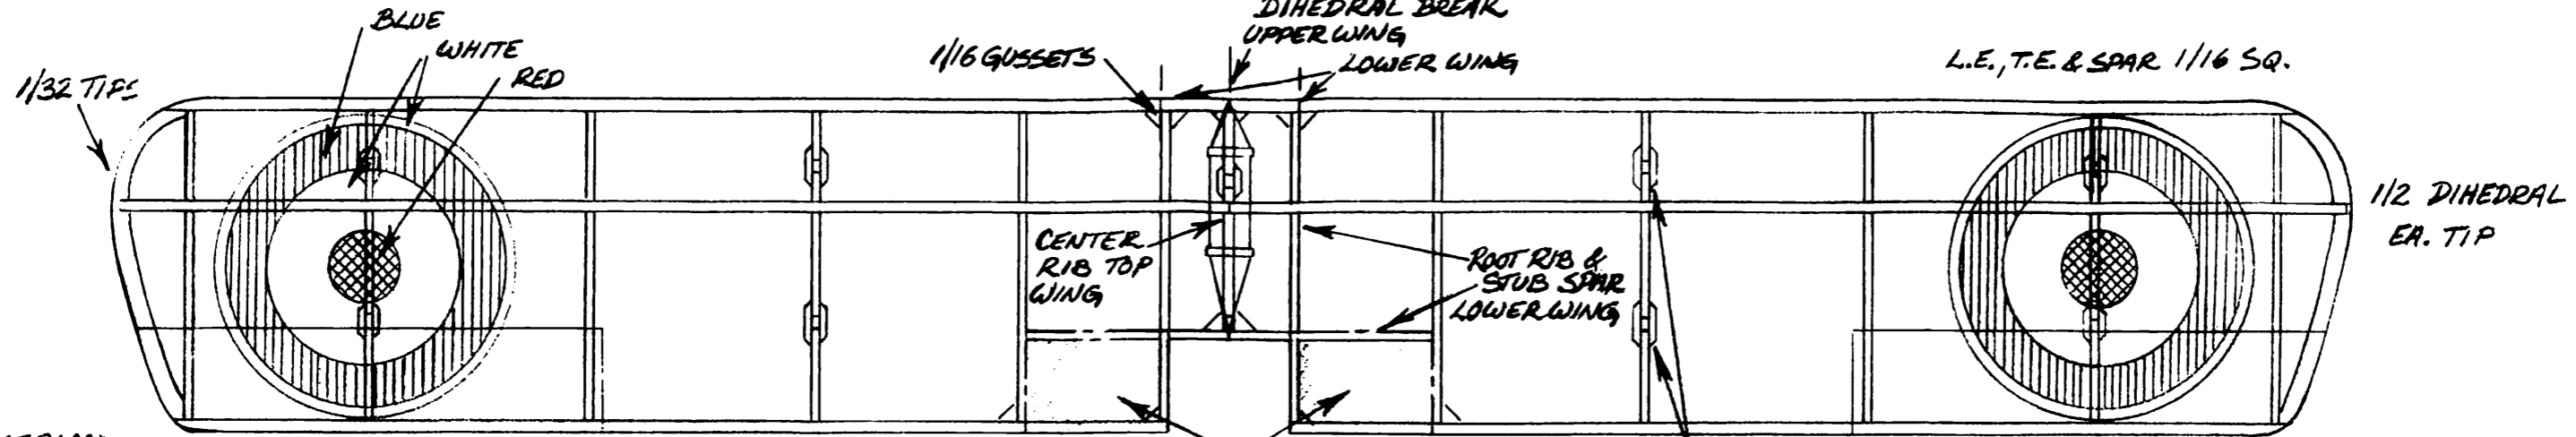 BLUE
WHITE
RED
1/32 TIPS
1/16 GUSSETS
DIHEDRAL BREAK
UPPER WING
LOWER WING
L.E., T.E. & SPAR 1/16 SQ.
1/2 DIHEDRAL
EA. TIP
CENTER
RIB TOP
WING
ROOT RIB &
STUB SPAR
LOWER WING